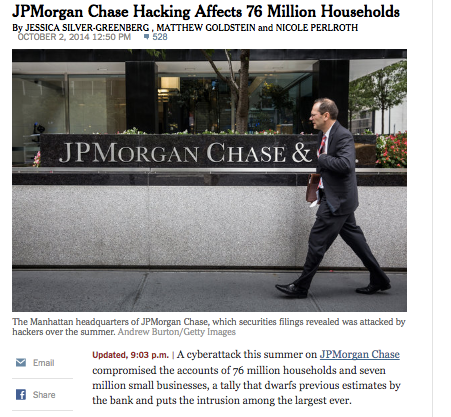 JPMorgan Chase Hacking Affects 76 Million Households
By JESSICA SILVER-GREENBERG , MATTHEW GOLDSTEIN and NICOLE PERLROTH
OCTOBER 2, 2014 12:50 PM 528
JPMORGAN CHASE &
The Manhattan headquarters of JPMorgan Chase, which securities filings revealed was attacked by
hackers over the summer. Andrew Burton/Getty Images
Email
Share
Updated, 9:03 p.m. | A cyberattack this summer on JPMorgan Chase
compromised the accounts of 76 million households and seven
million small businesses, a tally that dwarfs previous estimates by
the bank and puts the intrusion among the largest ever.